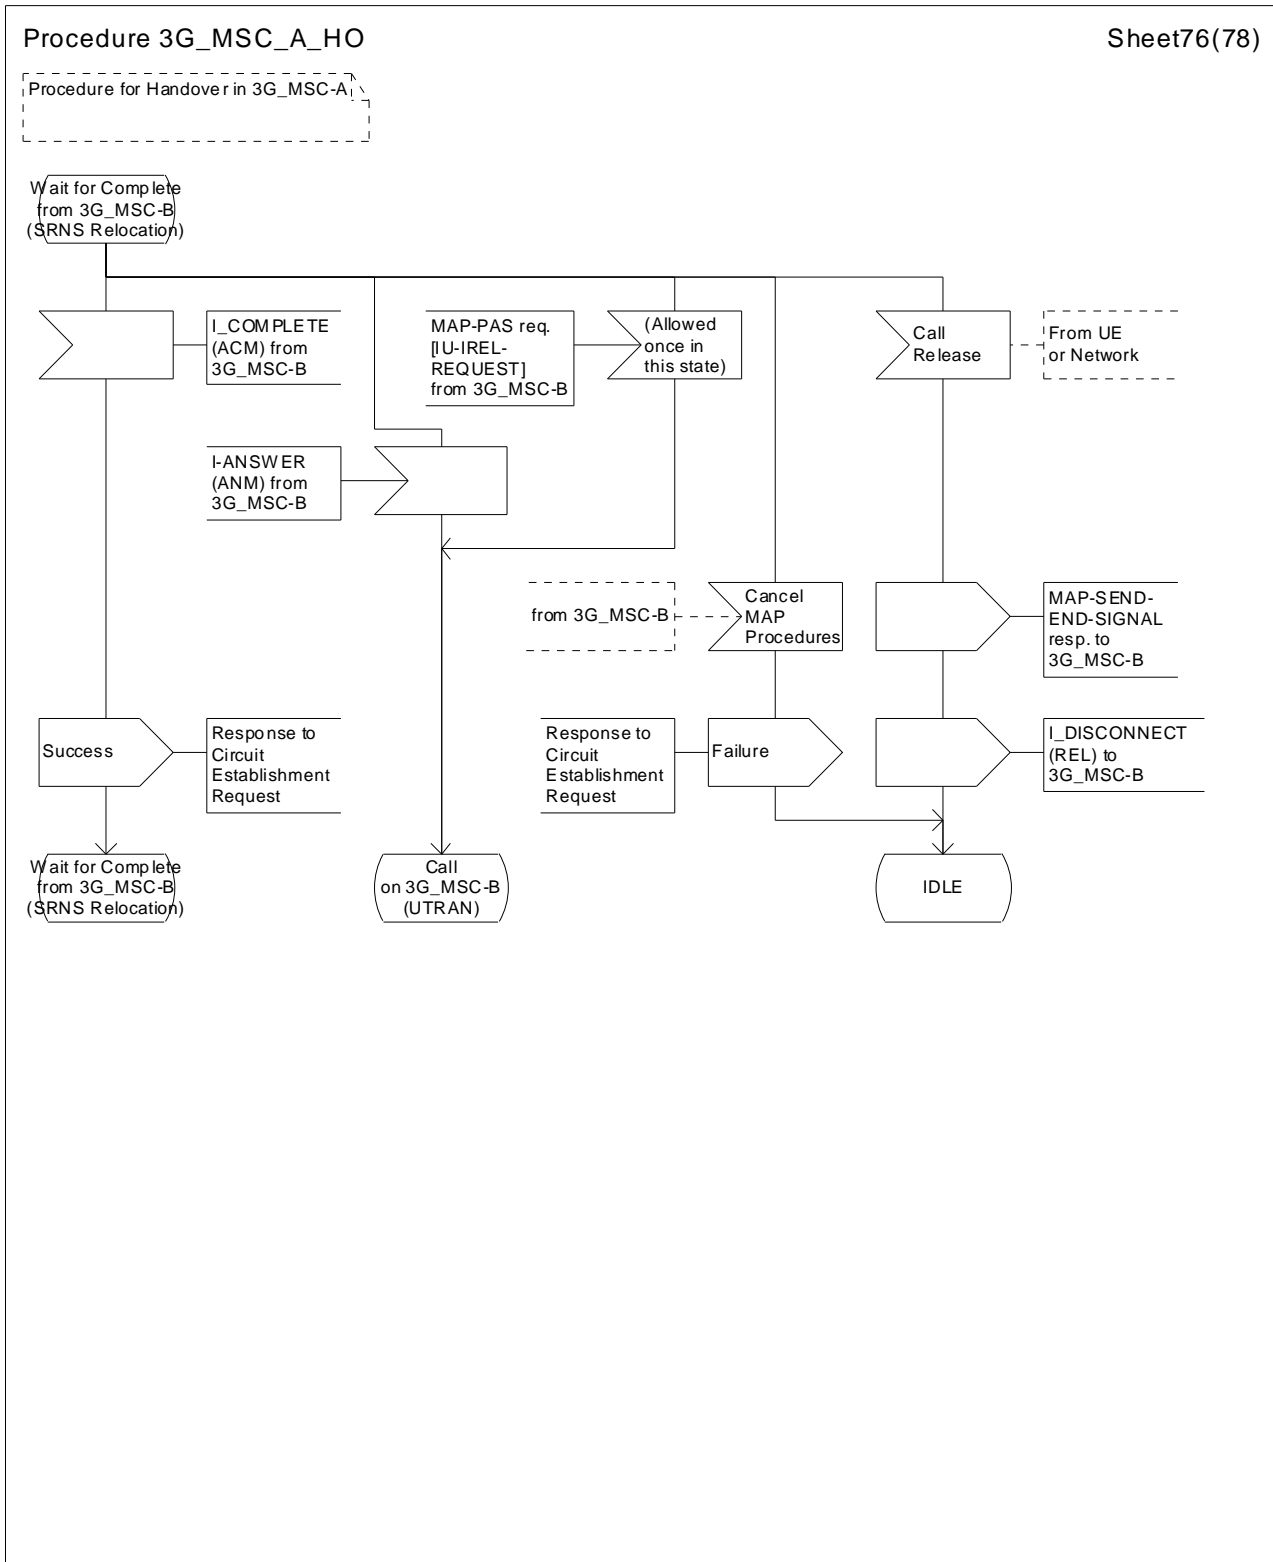 Procedure 3G_MSC_A_HO
Sheet76(78)
Procedure for Handover in 3G_MSC-A
Wait for Complete
from 3G_MSC-B
(SRNS Relocation)
I_COMPLETE
(ACM) from
3G_MSC-B
MAP-PAS req.
[IU-IREL-
REQUEST]
from 3G_MSC-B
(Allowed
once in
this state)
Call
Release
From UE
or Network
I-ANSWER
(ANM) from
3G_MSC-B
from 3G_MSC-B
Cancel
MAP
Procedures
MAP-SEND-
END-SIGNAL
resp. to
3G_MSC-B
Success
Response to
Circuit
Establishment
Request
Response to
Circuit
Establishment
Request
Failure
I_DISCONNECT
(REL) to
3G_MSC-B
Wait for Complete
from 3G_MSC-B
(SRNS Relocation)
Call
on 3G_MSC-B
(UTRAN)
IDLE